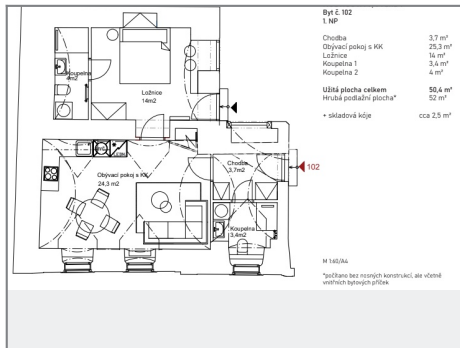 Byt č. 102
1. NP
Chodba 3,7 m²
Obývací pokoj s KK 25,3 m²
Ložnice 14 m²
Koupelna 1 3,4 m²
Koupelna 2 4 m²
Užitá plocha celkem 50,4 m²
Hrubá podlažní plocha* 52 m²
+ skladová kóje cca 2,5 m²
Koupelna
4m2
Ložnice
14m2
Obývací pokoj s KK
24,3 m2
Chodba
3,7m2
102
Koupelna
3,4m2
M 1:60/A4
*počítano bez nosných konstrukcí, ale včetně
vnitřních bytových příček